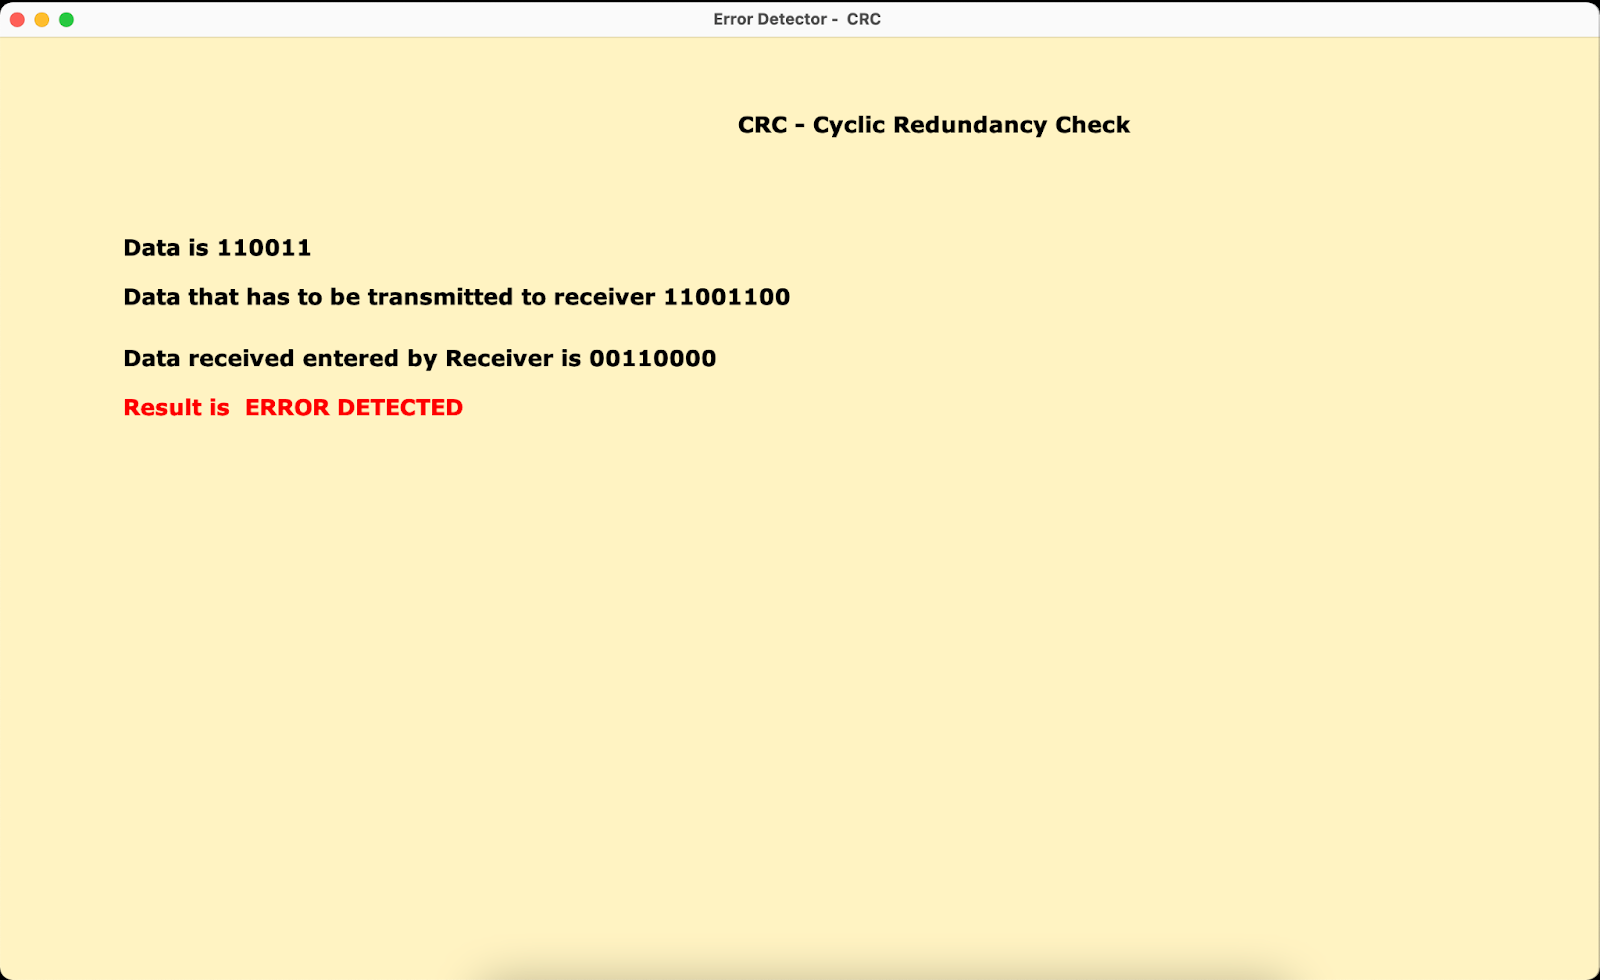 Error Detector - CRC
CRC - Cyclic Redundancy Check
Data is 110011
Data that has to be transmitted to receiver 11001100
Data received entered by Receiver is 00110000
Result is ERROR DETECTED